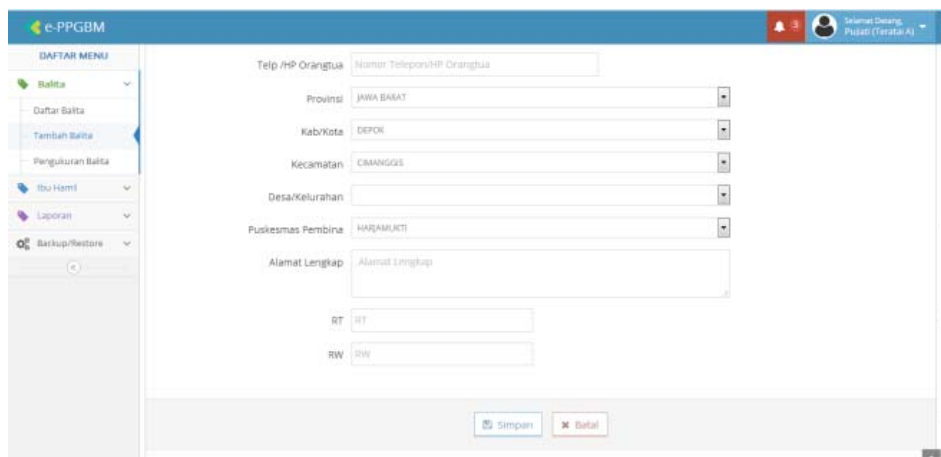 e-PPGBM
3
Selamat Datang,
Pujiati (Teratai A)
DAFTAR MENU
Balita
Daftar Balita
Tambah Balita
Pengukuran Balita
Ibu Hamil
Laporan
Backup/Restore
Telp /HP Orangtua
Nomor Telepon/HP Orangtua
Provinsi
JAWA BARAT
Kab/Kota
DEPOK
Kecamatan
CIMANGGIS
Desa/Kelurahan
Puskesmas Pembina
HARJAMUKTI
Alamat Lengkap
Alamat Lengkap
RT
RT
RW
RW
Simpan
Batal